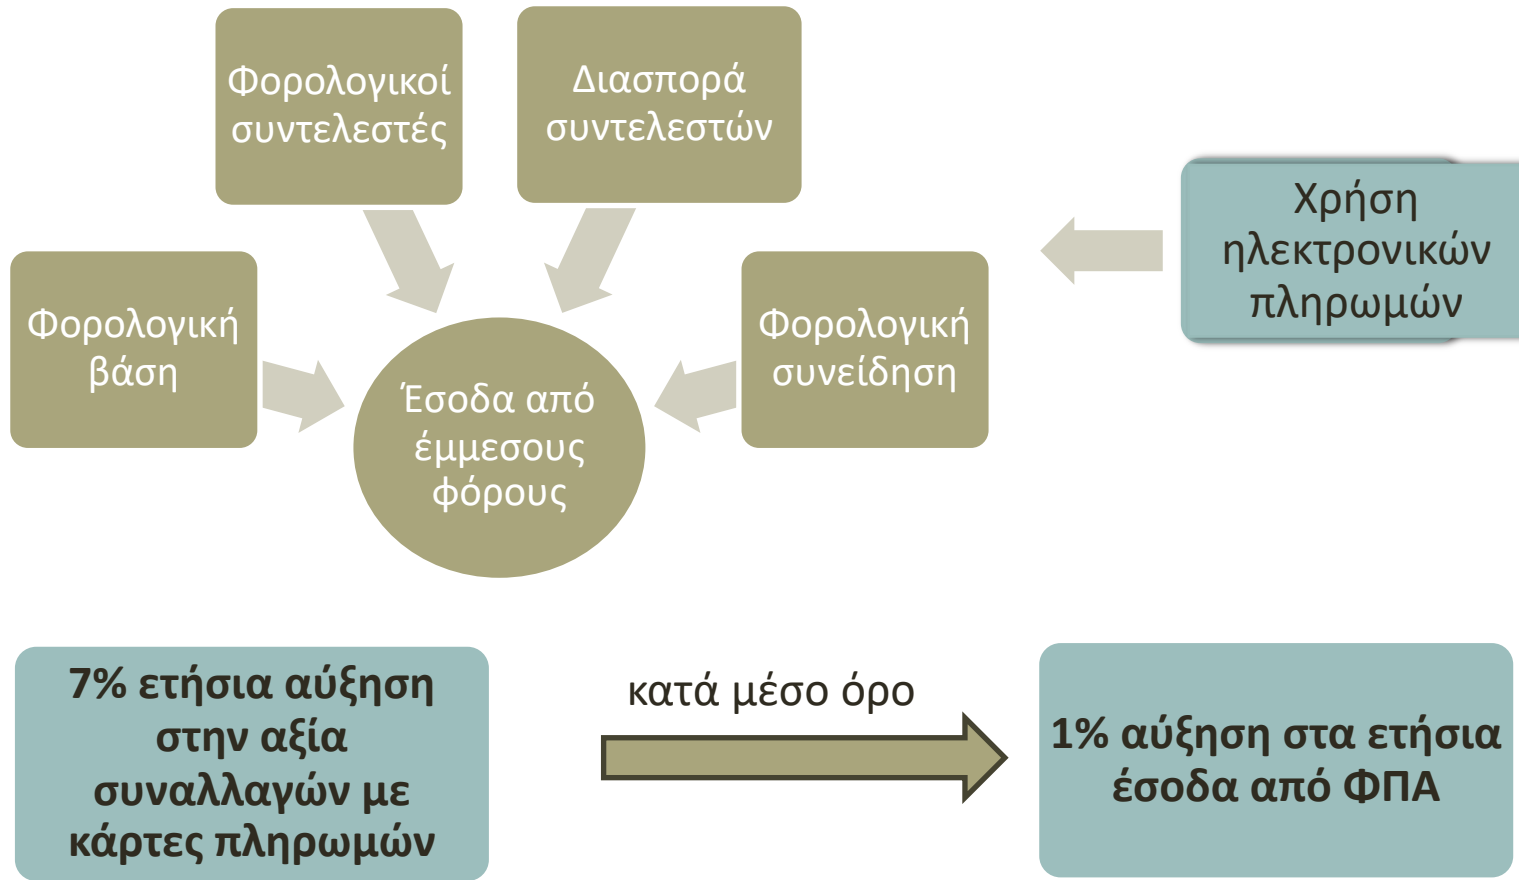 Φορολογικοί
συντελεστές
Διασπορά
συντελεστών
Χρήση
ηλεκτρονικών
πληρωμών
Φορολογική
βάση
Φορολογική
συνείδηση
Έσοδα από
έμμεσους
φόρους
7% ετήσια αύξηση
στην αξία
συναλλαγών με
κάρτες πληρωμών
κατά μέσο όρο
1% αύξηση στα ετήσια
έσοδα από ΦΠΑ